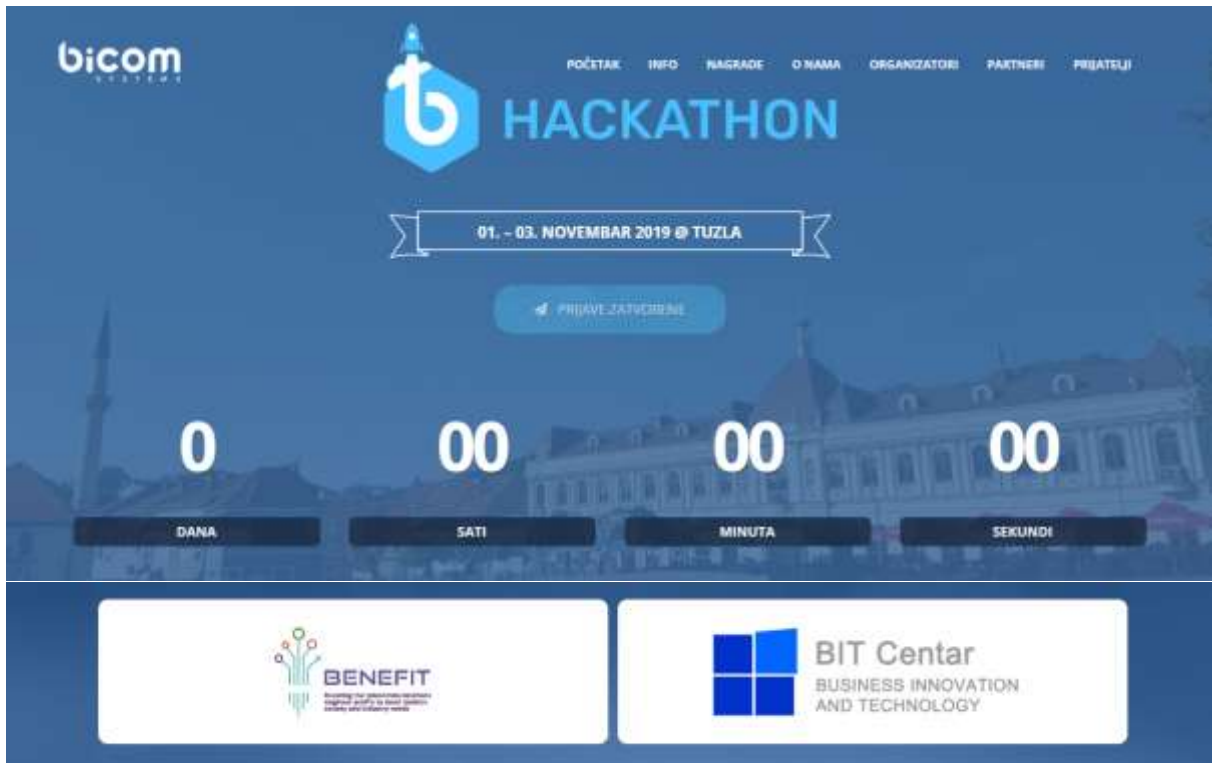 bicom
SYSTEMS
POČETAK INFO NAGRADE O NAMA ORGANIZATORI PARTNERI PRIJATELJI
b HACKATHON
01. – 03. NOVEMBAR 2019 @ TUZLA
PRIJAVE ZATVORENE
0 00 00 00
DANA SATI MINUTA SEKUNDI
BENEFIT
BIT Centar
BUSINESS INNOVATION
AND TECHNOLOGY